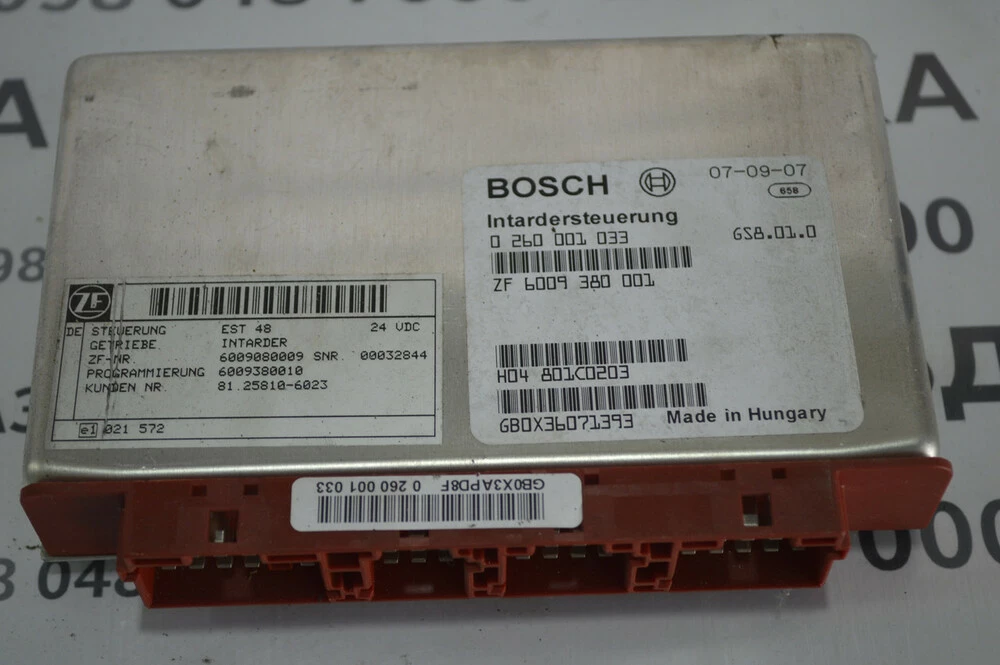 BOSCH
07-09-07
658
Intardersteuerung
0 260 001 033
GS8.01.0
ZF 6009 380 001
H04 801C0203
GB0X36071393
Made in Hungary
ZF
DE STEUERUNG EST 48 24 VDC
GETRIEBE INTARDER
ZF-NR. 6009080009 SNR. 00032844
PROGRAMMIERUNG 6009380010
KUNDEN NR. 81.25810-6023
e1 021 572
GB0X3APD8F 0 260 001 033
048